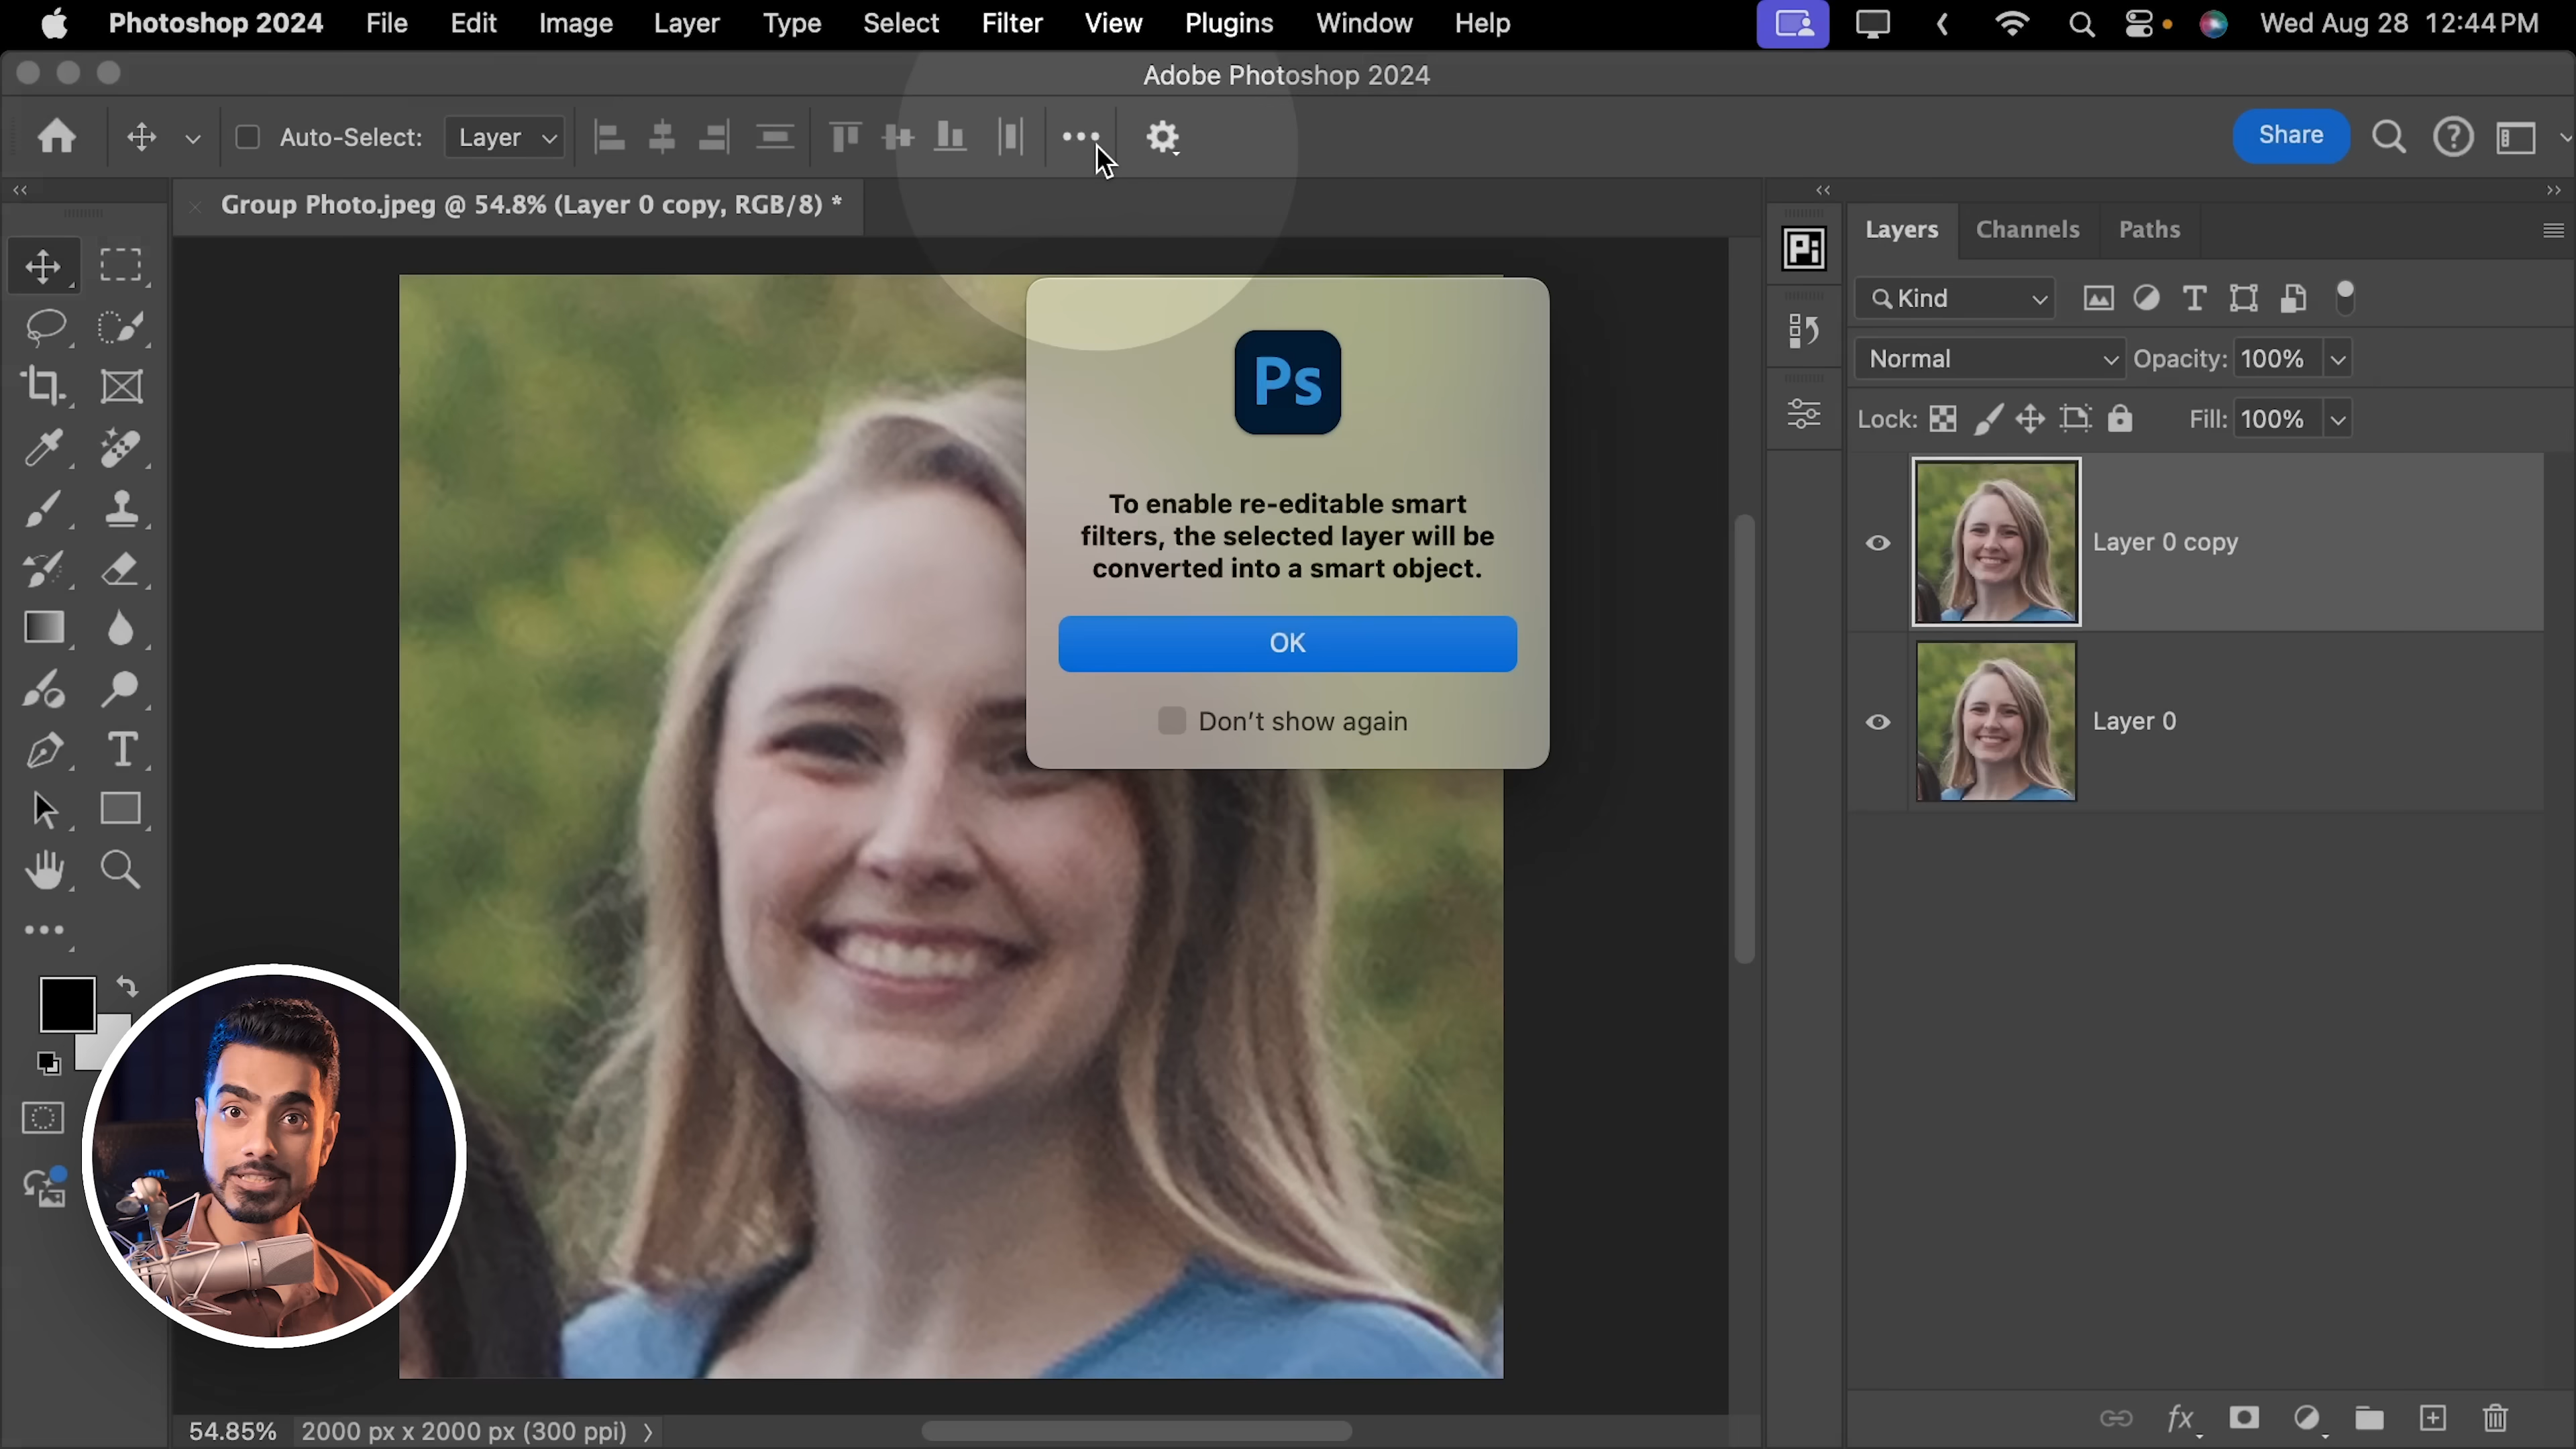 Photoshop 2024 File Edit Image Layer Type Select Filter View Plugins Window Help Wed Aug 28 12:44 PM
Adobe Photoshop 2024
Auto-Select: Layer Share
Group Photo.jpeg @ 54.8% (Layer 0 copy, RGB/8) *
Layers Channels Paths
Pi
Kind
Normal Opacity: 100%
Lock: Fill: 100%
Ps
To enable re-editable smart
filters, the selected layer will be
converted into a smart object.
OK
Don't show again
Layer 0 copy
Layer 0
54.85% 2000 px x 2000 px (300 ppi)
fx